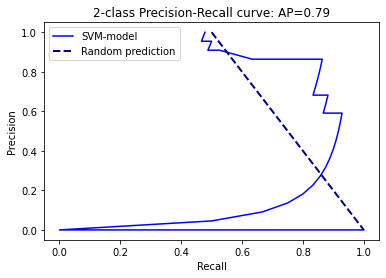 2-class Precision-Recall curve: AP=0.79
SVM-model
Random prediction
Precision
1.0
0.8
0.6
0.4
0.2
0.0
0.0 0.2 0.4 0.6 0.8 1.0
Recall